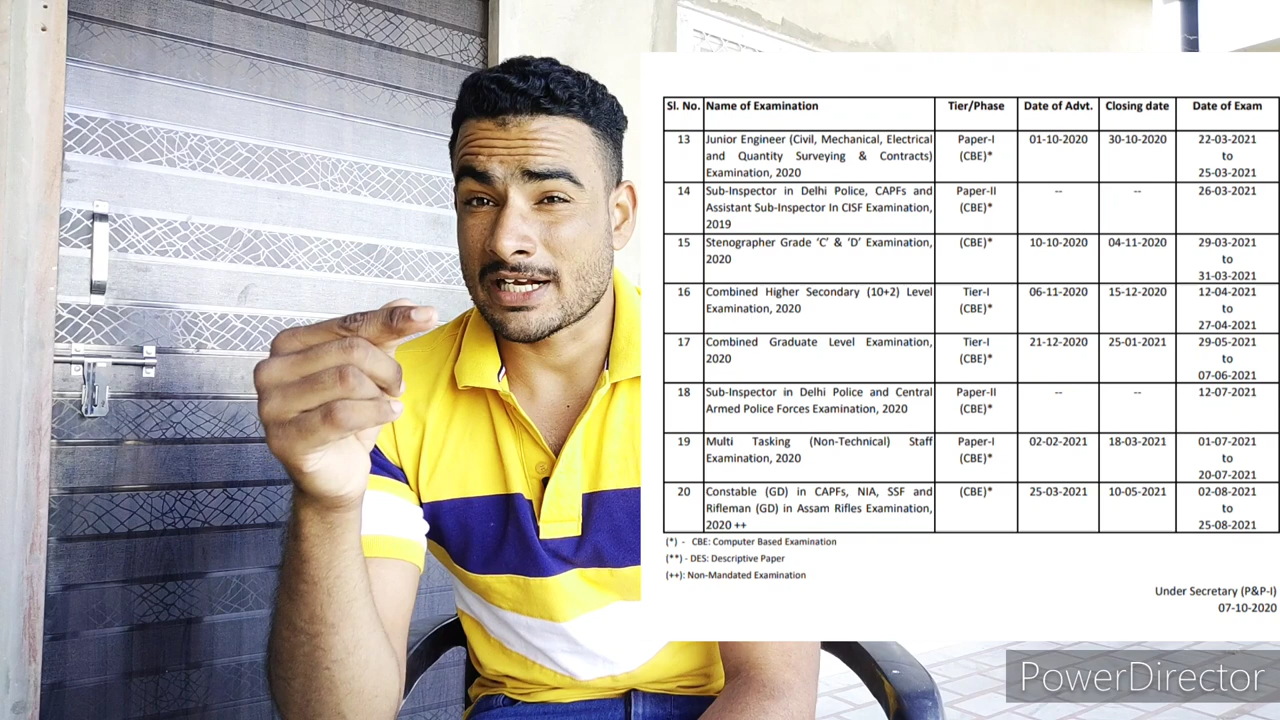 Sl. No. Name of Examination Tier/Phase Date of Advt. Closing date Date of Exam
13 Junior Engineer (Civil, Mechanical, Electrical Paper-I 01-10-2020 30-10-2020 22-03-2021
and Quantity Surveying & Contracts) (CBE)* to
Examination, 2020 25-03-2021
14 Sub-Inspector in Delhi Police, CAPFs and Paper-II -- -- 26-03-2021
Assistant Sub-Inspector In CISF Examination, (CBE)*
2019
15 Stenographer Grade ‘C’ & ‘D’ Examination, (CBE)* 10-10-2020 04-11-2020 29-03-2021
2020 to
31-03-2021
16 Combined Higher Secondary (10+2) Level Tier-I 06-11-2020 15-12-2020 12-04-2021
Examination, 2020 (CBE)* to
27-04-2021
17 Combined Graduate Level Examination, Tier-I 21-12-2020 25-01-2021 29-05-2021
2020 (CBE)* to
07-06-2021
18 Sub-Inspector in Delhi Police and Central Paper-II -- -- 12-07-2021
Armed Police Forces Examination, 2020 (CBE)*
19 Multi Tasking (Non-Technical) Staff Paper-I 02-02-2021 18-03-2021 01-07-2021
Examination, 2020 (CBE)* to
20-07-2021
20 Constable (GD) in CAPFs, NIA, SSF and (CBE)* 25-03-2021 10-05-2021 02-08-2021
Rifleman (GD) in Assam Rifles Examination, to
2020 ++ 25-08-2021
(*) - CBE: Computer Based Examination
(**) - DES: Descriptive Paper
(++): Non-Mandated Examination
Under Secretary (P&P-I)
07-10-2020
PowerDirector